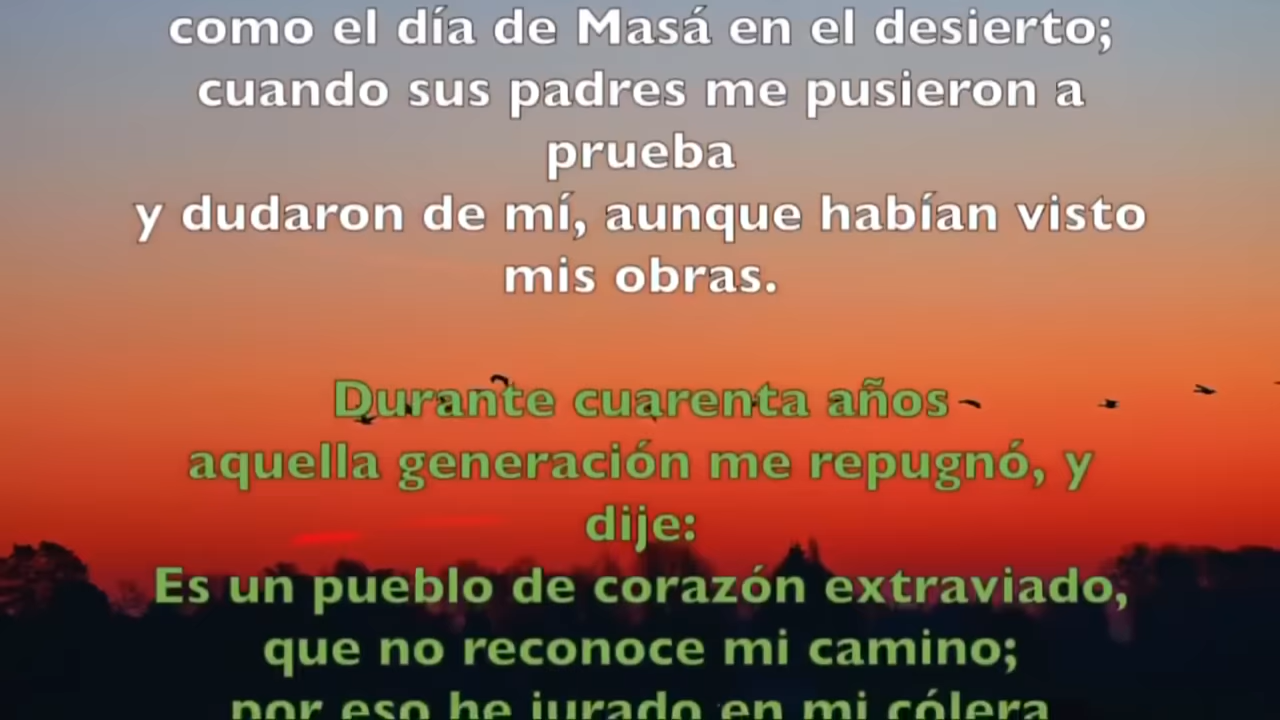 como el día de Masá en el desierto;
cuando sus padres me pusieron a
prueba
y dudaron de mí, aunque habían visto
mis obras.
Durante cuarenta años
aquella generación me repugnó, y
dije:
Es un pueblo de corazón extraviado,
que no reconoce mi camino;
por eso he jurado en mi cólera